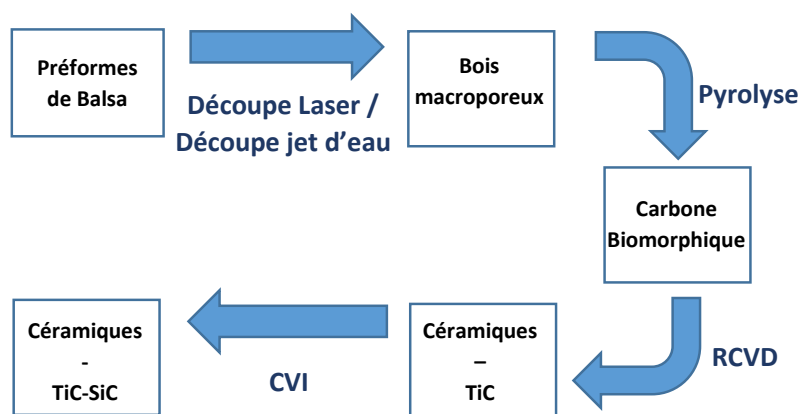 Préformes
de Balsa
Découpe Laser /
Découpe jet d’eau
Bois
macroporeux
Pyrolyse
Carbone
Biomorphique
RCVD
Céramiques
–
TiC
CVI
Céramiques
-
TiC-SiC